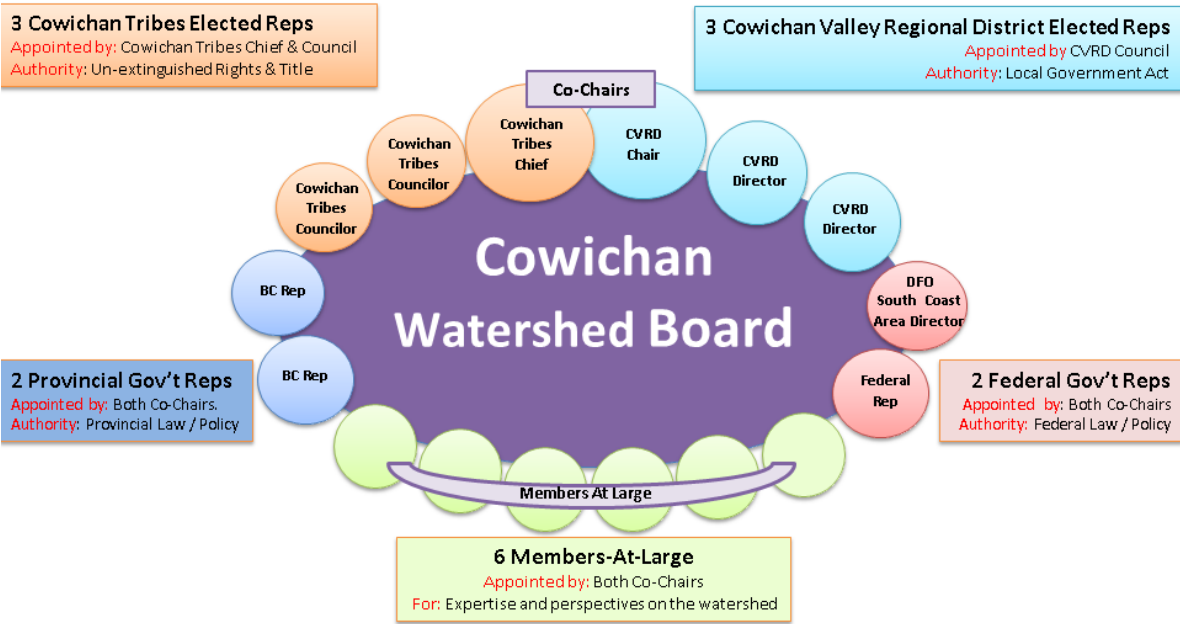 3 Cowichan Tribes Elected Reps
Appointed by: Cowichan Tribes Chief & Council
Authority: Un-extinguished Rights & Title
3 Cowichan Valley Regional District Elected Reps
Appointed by CVRD Council
Authority: Local Government Act
Co-Chairs
Cowichan
Tribes
Chief
CVRD
Chair
Cowichan
Tribes
Councilor
CVRD
Director
Cowichan
Tribes
Councilor
CVRD
Director
Cowichan
Watershed Board
BC Rep
DFO
South Coast
Area Director
BC Rep
Federal
Rep
2 Provincial Gov't Reps
Appointed by: Both Co-Chairs.
Authority: Provincial Law / Policy
2 Federal Gov't Reps
Appointed by: Both Co-Chairs
Authority: Federal Law / Policy
Members At Large
6 Members-At-Large
Appointed by: Both Co-Chairs
For: Expertise and perspectives on the watershed